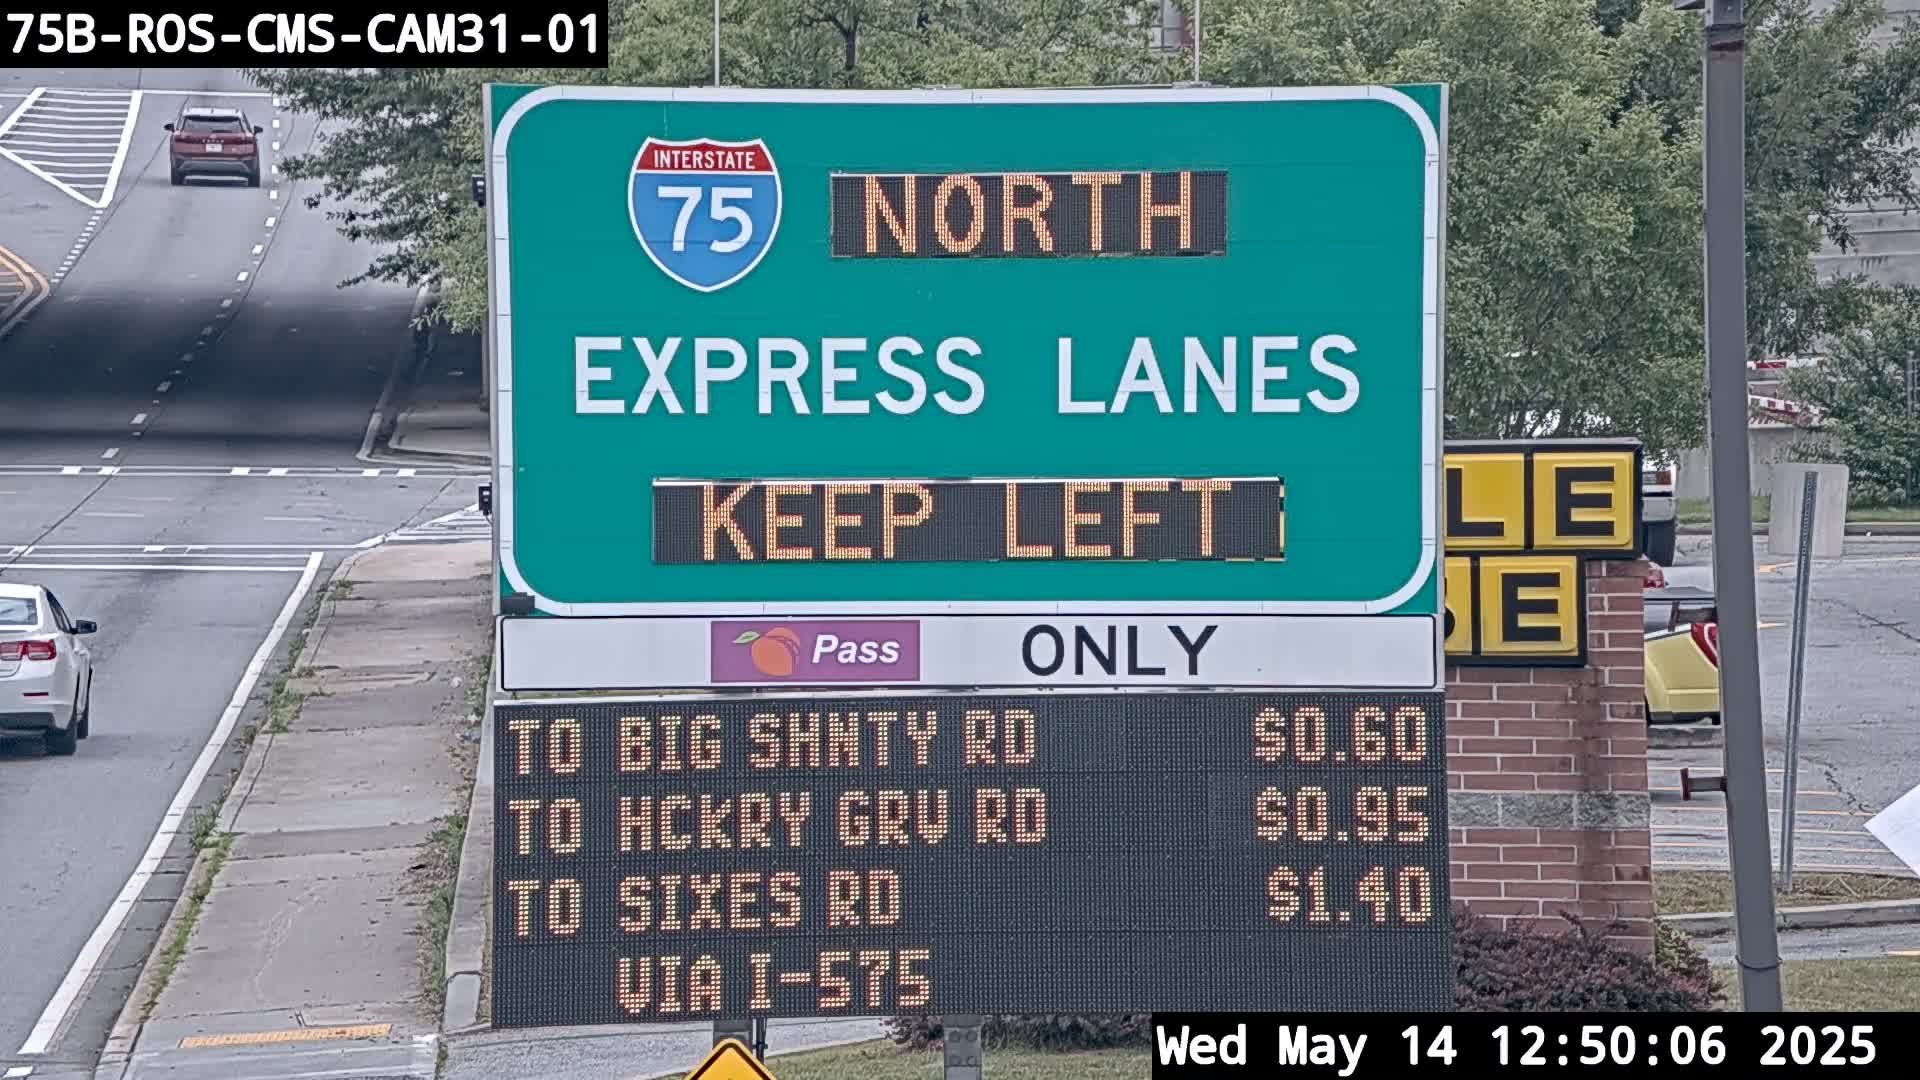 75B-ROS-CMS-CAM31-01
INTERSTATE
75
NORTH
EXPRESS LANES
KEEP LEFT
Pass ONLY
LE
E
TO BIG SHNTY RD $0.60
TO HCKRY GRV RD $0.95
TO SIXES RD $1.40
VIA I-575
Wed May 14 12:50:06 2025